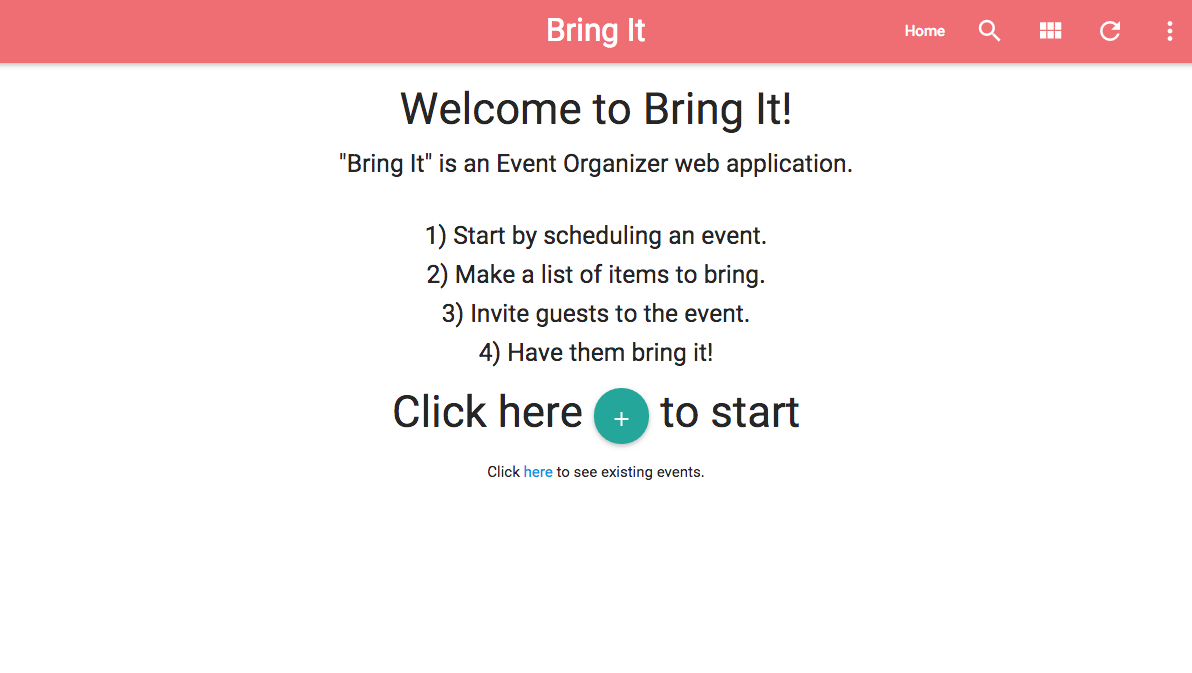 Bring It
Home
Welcome to Bring It!
"Bring It" is an Event Organizer web application.
1) Start by scheduling an event.
2) Make a list of items to bring.
3) Invite guests to the event.
4) Have them bring it!
Click here + to start
Click here to see existing events.